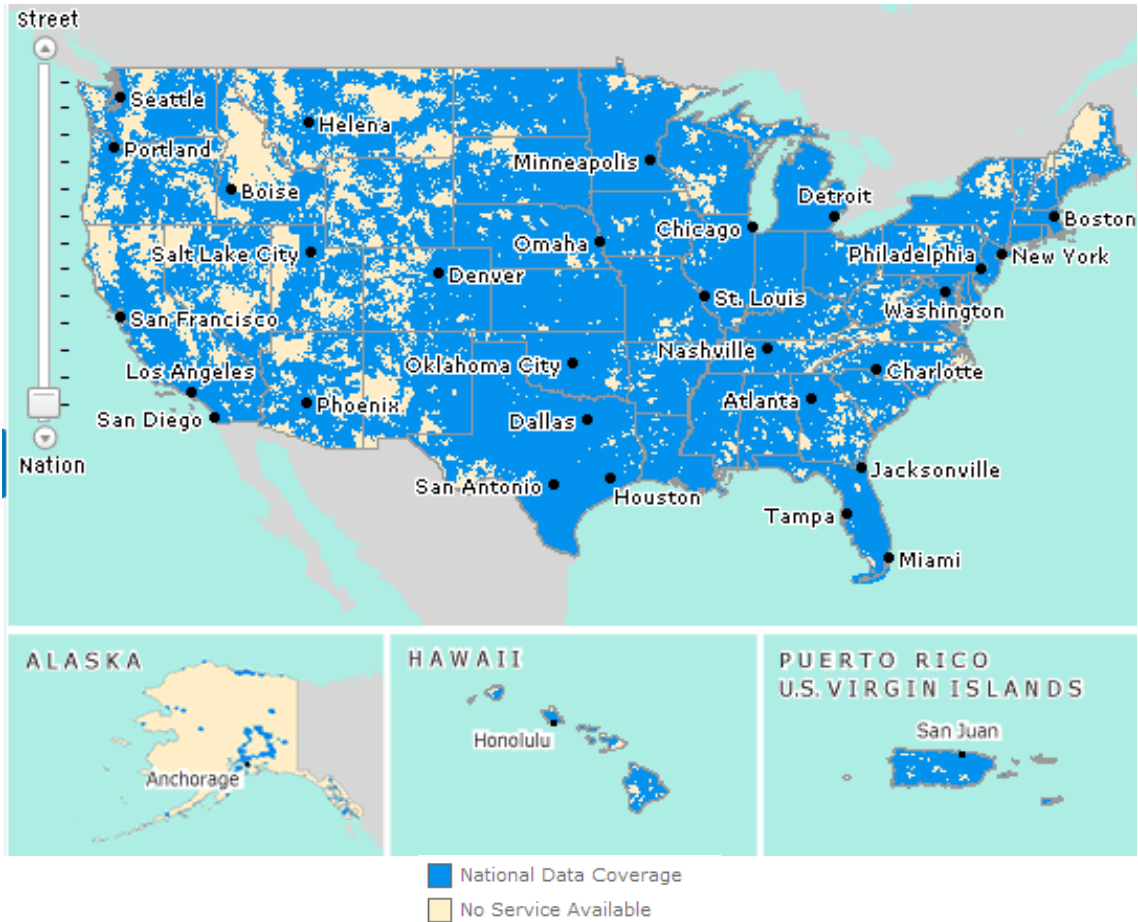 Street
Seattle
Helena
Portland
Minneapolis
Boise
Detroit
Boston
Chicago
Omaha
Salt Lake City
Philadelphia
New York
Denver
St. Louis
Washington
San Francisco
Nashville
Oklahoma City
Los Angeles
Charlotte
Phoenix
Atlanta
San Diego
Dallas
Nation
Jacksonville
San Antonio
Houston
Tampa
Miami
ALASKA
Anchorage
HAWAII
Honolulu
PUERTO RICO
U.S. VIRGIN ISLANDS
San Juan
National Data Coverage
No Service Available